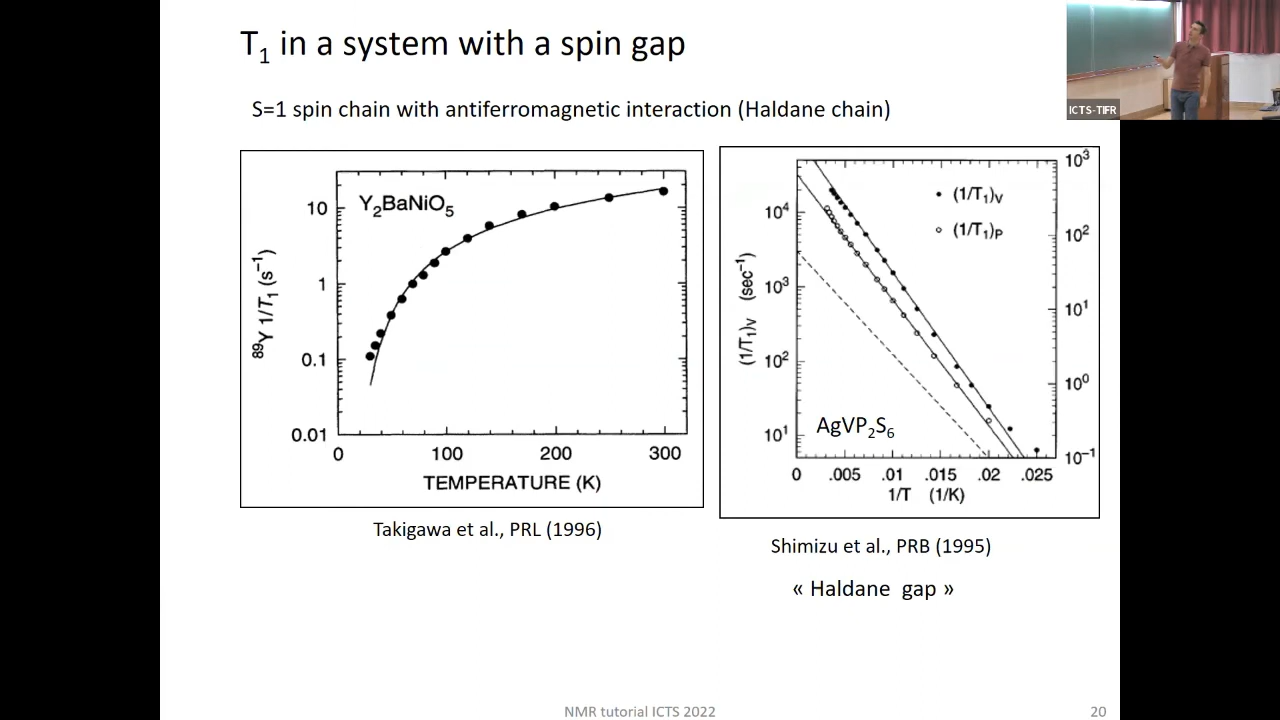 T1 in a system with a spin gap
ICTS-TIFR
S=1 spin chain with antiferromagnetic interaction (Haldane chain)
Y2BaNiO5
89Y 1/T1 (s−1)
10
1
0.1
0.01
0 100 200 300
TEMPERATURE (K)
Takigawa et al., PRL (1996)
(1/T1)V
(1/T1)P
(1/T1)V (sec−1)
10^4
10^3
10^2
10^1
10^3
10^2
10^1
10^0
10^−1
AgVP2S6
0 .005 .01 .015 .02 .025
1/T (1/K)
Shimizu et al., PRB (1995)
« Haldane gap »
NMR tutorial ICTS 2022
20